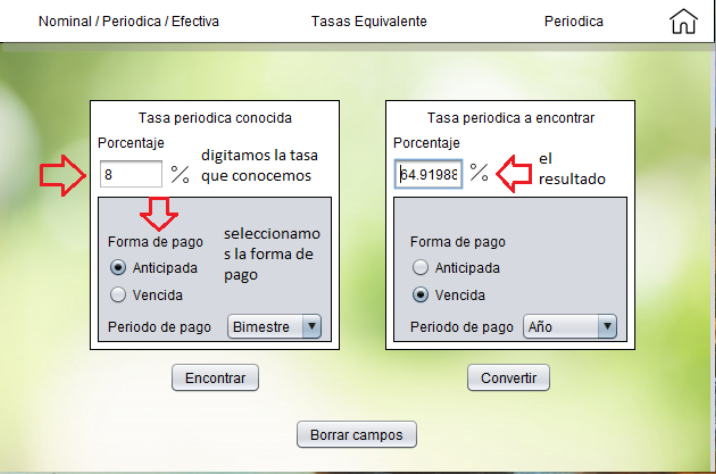 Nominal / Periodica / Efectiva Tasas Equivalente Periodica
Tasa periodica conocida
Porcentaje
8 %
digitamos la tasa
que conocemos
Forma de pago
seleccionamo
s la forma de
pago
Anticipada
Vencida
Periodo de pago Bimestre
Encontrar
Tasa periodica a encontrar
Porcentaje
64.91988 %
el
resultado
Forma de pago
Anticipada
Vencida
Periodo de pago Año
Convertir
Borrar campos